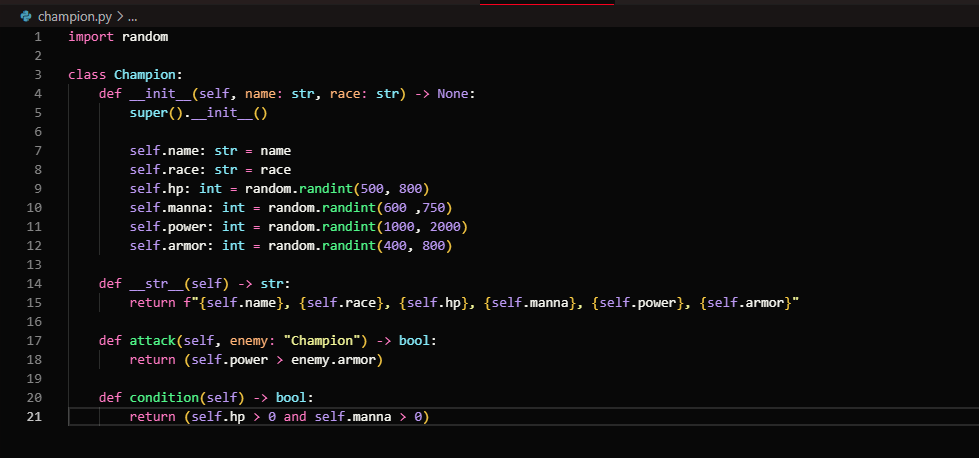 champion.py > ...
1 import random
2
3 class Champion:
4     def __init__(self, name: str, race: str) -> None:
5         super().__init__()
6
7         self.name: str = name
8         self.race: str = race
9         self.hp: int = random.randint(500, 800)
10         self.manna: int = random.randint(600 ,750)
11         self.power: int = random.randint(1000, 2000)
12         self.armor: int = random.randint(400, 800)
13
14     def __str__(self) -> str:
15         return f"{self.name}, {self.race}, {self.hp}, {self.manna}, {self.power}, {self.armor}"
16
17     def attack(self, enemy: "Champion") -> bool:
18         return (self.power > enemy.armor)
19
20     def condition(self) -> bool:
21         return (self.hp > 0 and self.manna > 0)